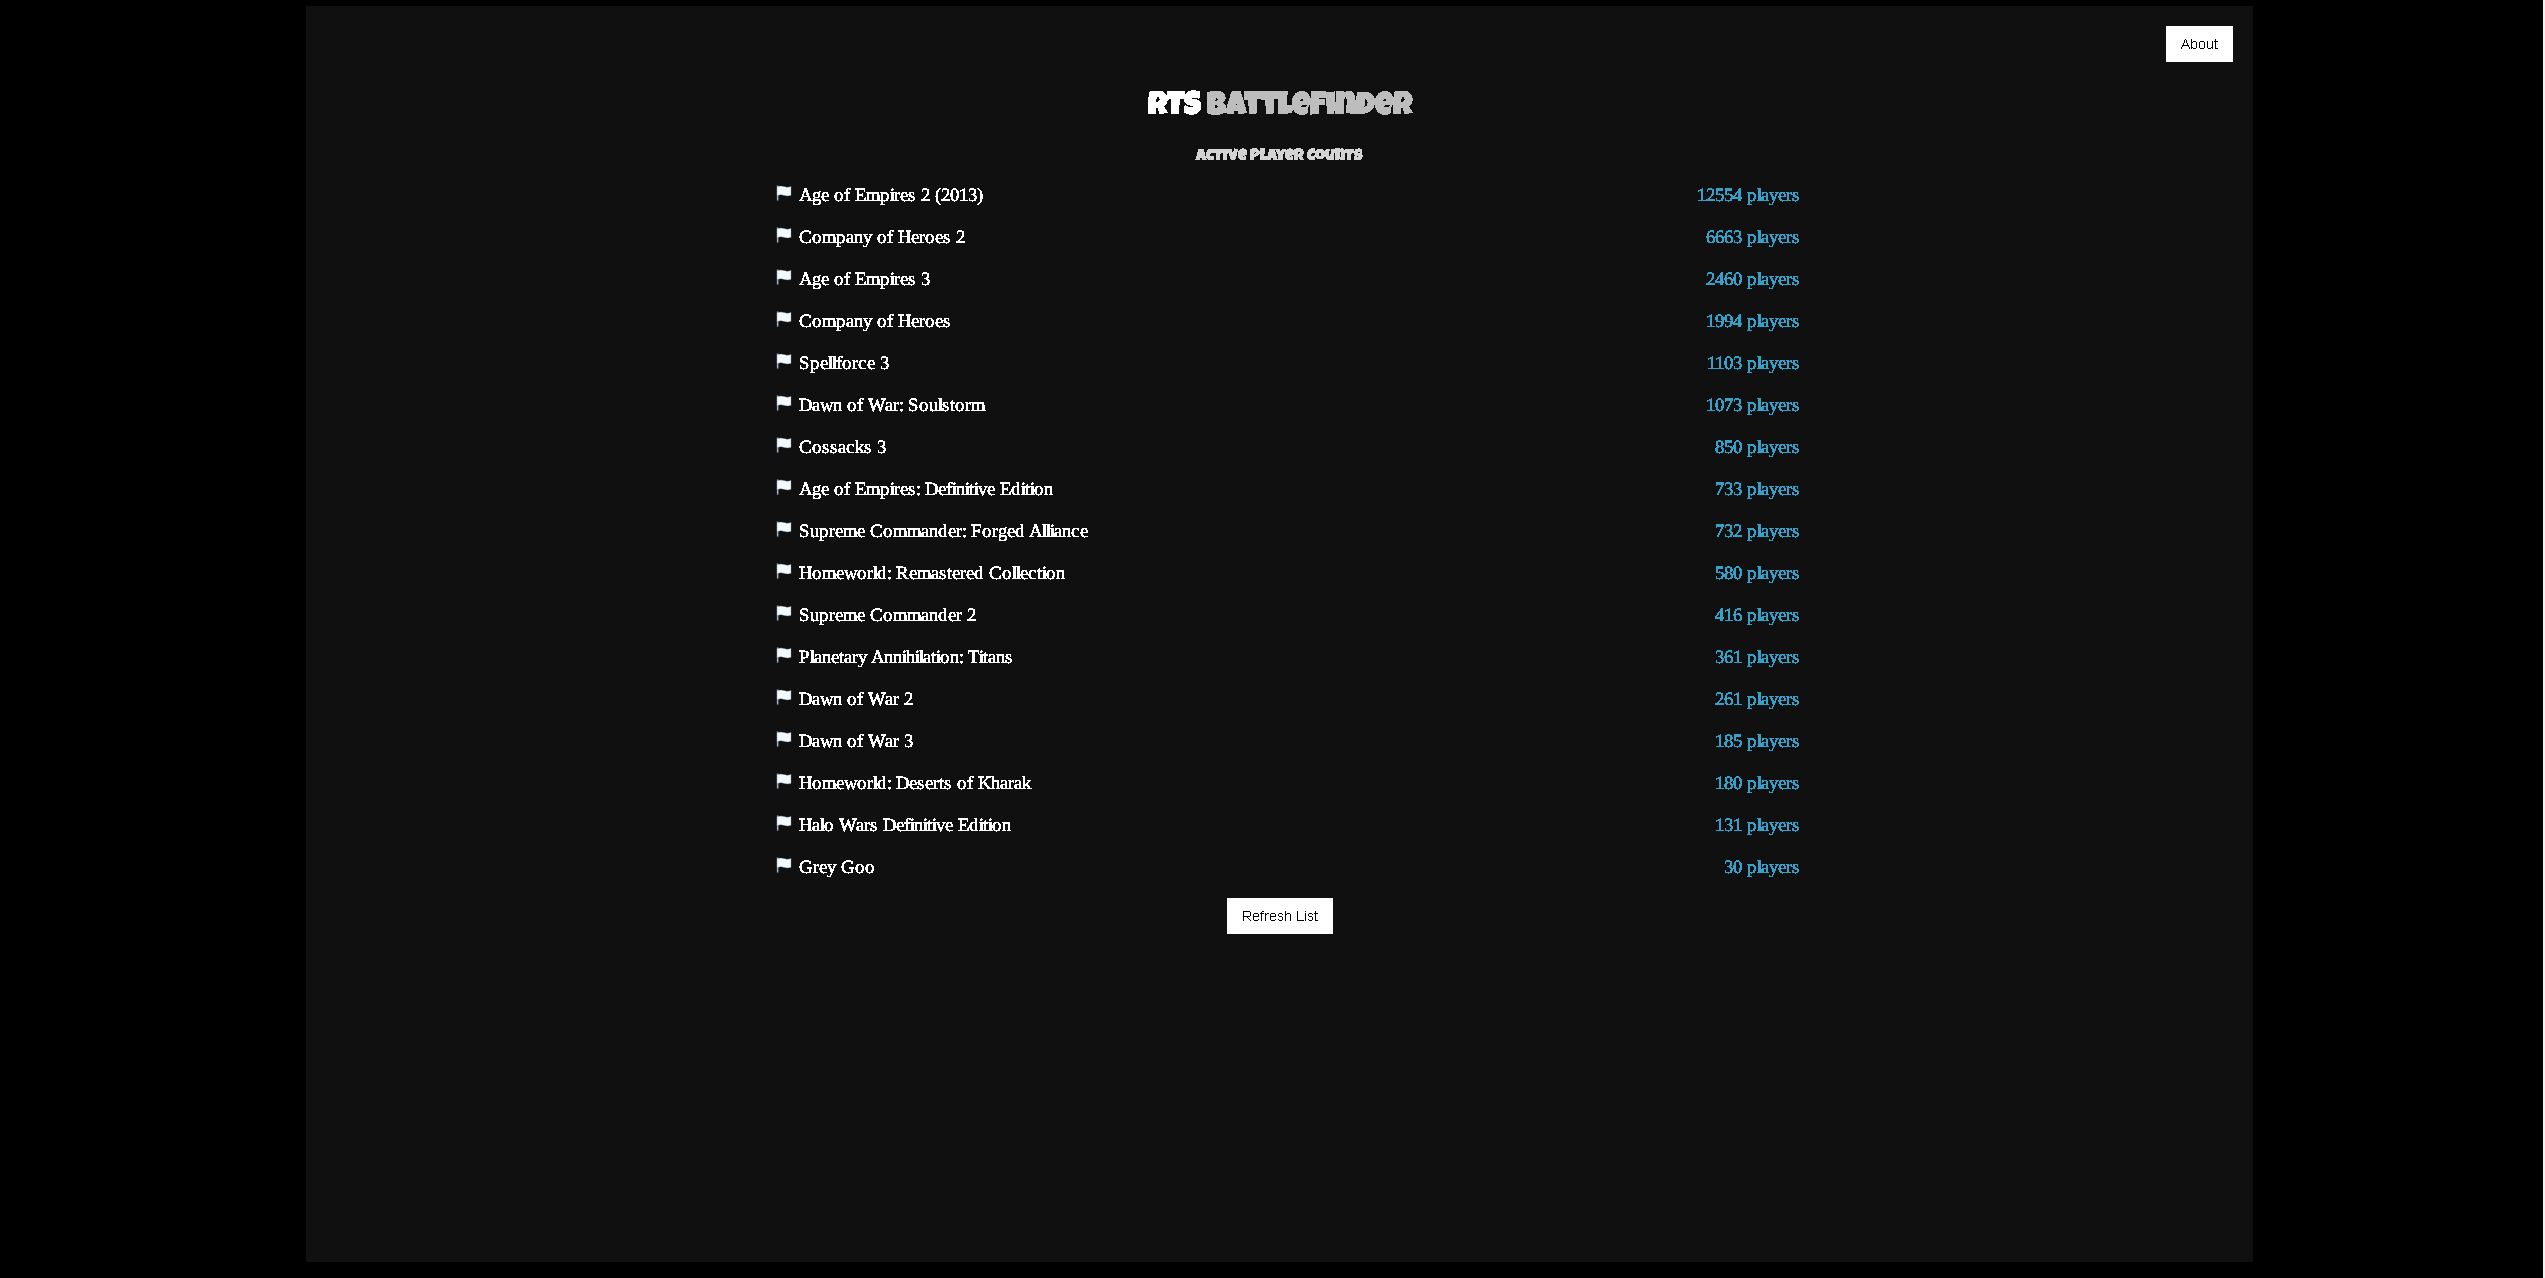 About
RTS BATTLEFINDER
ACTIVE PLAYER COUNTS
Age of Empires 2 (2013) 12554 players
Company of Heroes 2 6663 players
Age of Empires 3 2460 players
Company of Heroes 1994 players
Spellforce 3 1103 players
Dawn of War: Soulstorm 1073 players
Cossacks 3 850 players
Age of Empires: Definitive Edition 733 players
Supreme Commander: Forged Alliance 732 players
Homeworld: Remastered Collection 580 players
Supreme Commander 2 416 players
Planetary Annihilation: Titans 361 players
Dawn of War 2 261 players
Dawn of War 3 185 players
Homeworld: Deserts of Kharak 180 players
Halo Wars Definitive Edition 131 players
Grey Goo 30 players
Refresh List